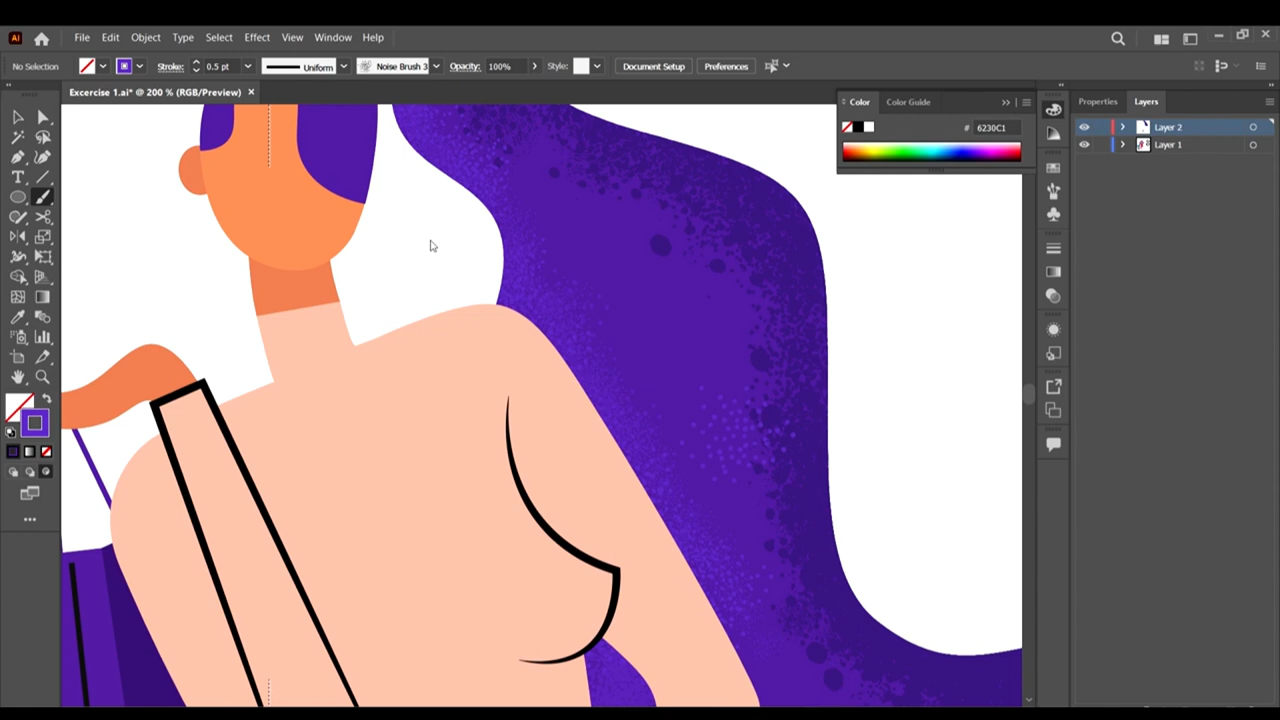 Ai File Edit Object Type Select Effect View Window Help
No Selection Stroke: 0.5 pt Uniform Noise Brush 3 Opacity: 100% Style: Document Setup Preferences
Excercise 1.ai* @ 200 % (RGB/Preview) ×
Color Color Guide
# 6230C1
Properties Layers
Layer 2
Layer 1